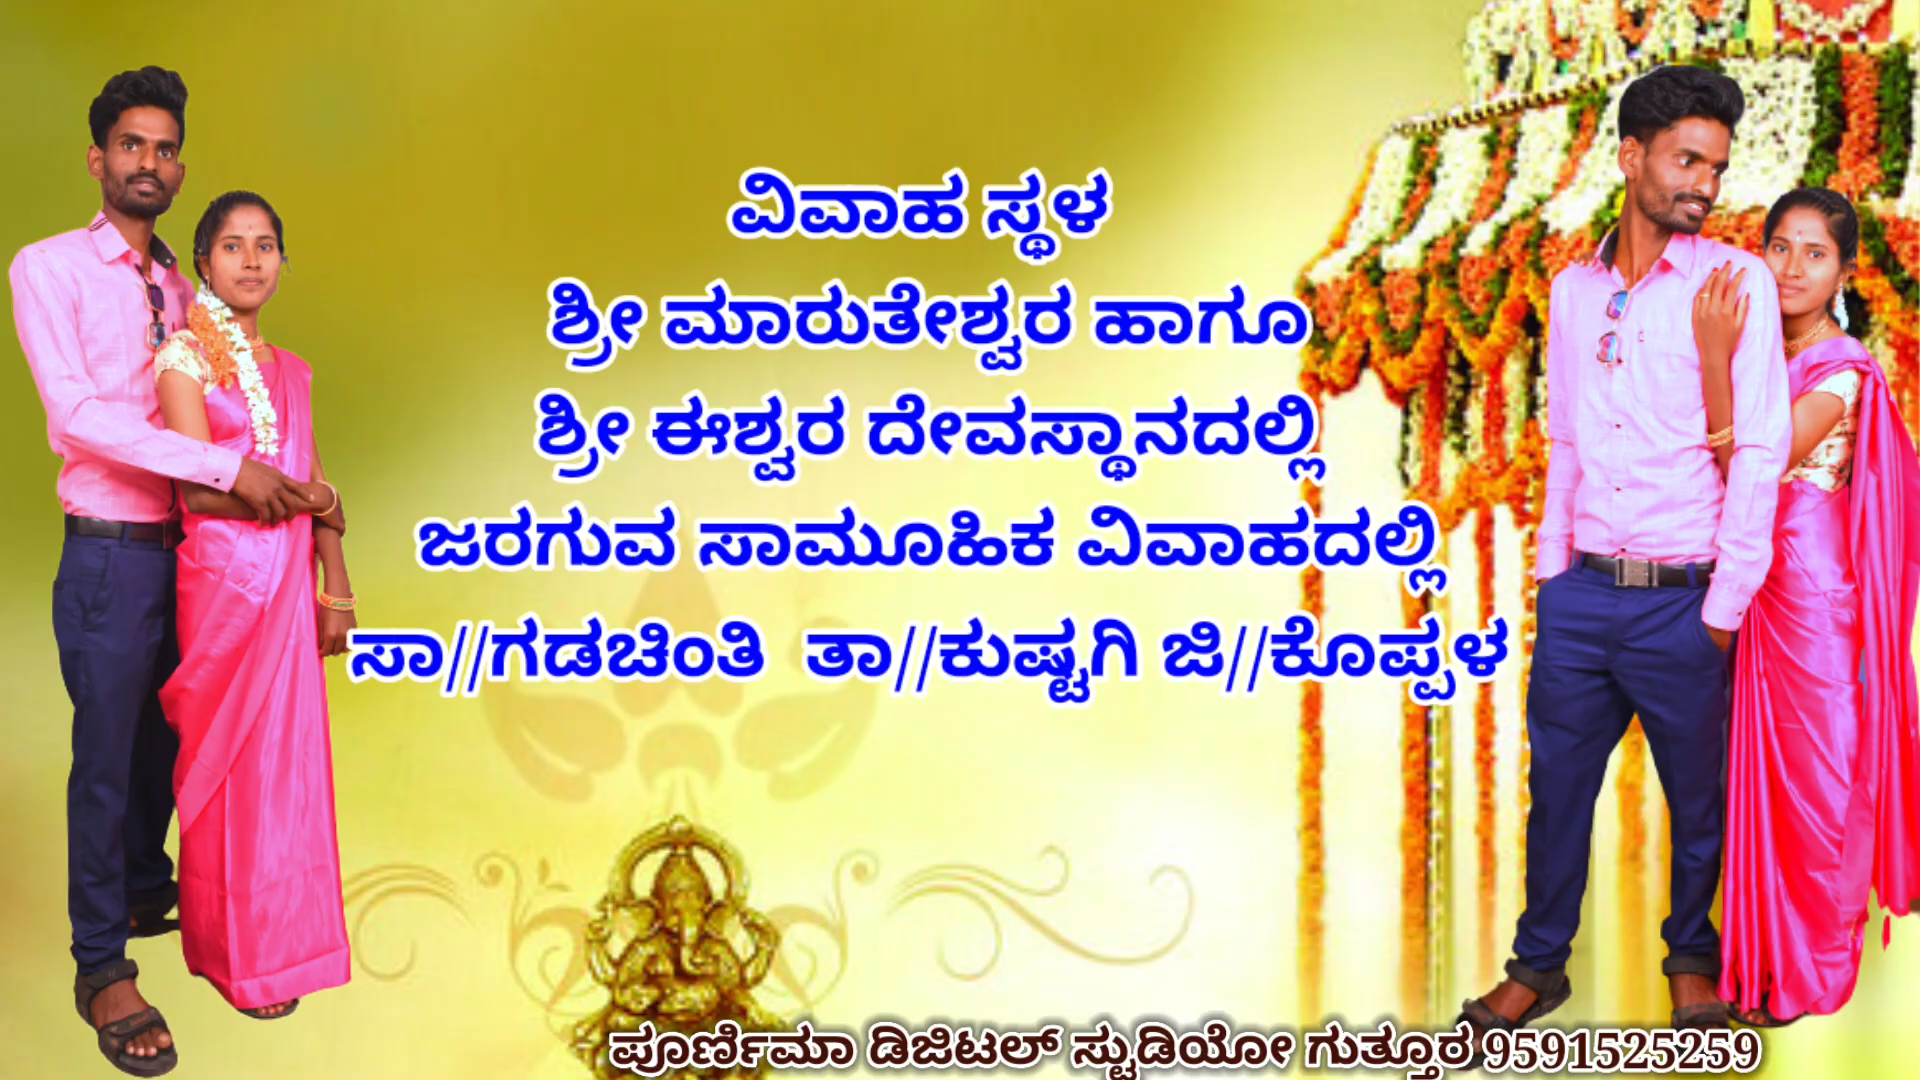 ವಿವಾಹ ಸ್ಥಳ
ಶ್ರೀ ಮಾರುತೇಶ್ವರ ಹಾಗೂ
ಶ್ರೀ ಈಶ್ವರ ದೇವಸ್ಥಾನದಲ್ಲಿ
ಜರಗುವ ಸಾಮೂಹಿಕ ವಿವಾಹದಲ್ಲಿ
ಸಾ//ಗಡಚಿಂತಿ ತಾ//ಕುಷ್ಟಗಿ ಜಿ//ಕೊಪ್ಪಳ
ಪೂರ್ಣಿಮಾ ಡಿಜಿಟಲ್ ಸ್ಟುಡಿಯೋ ಗುತ್ತೂರ 9591525259